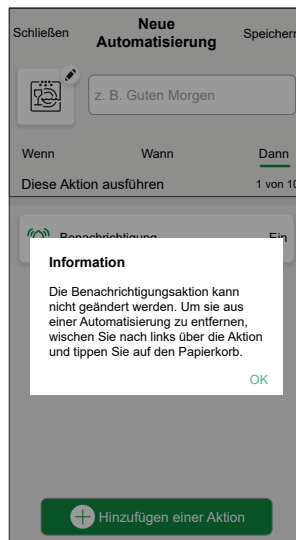 Schließen
Neue
Automatisierung
Speichern
z. B. Guten Morgen
Wenn
Wann
Dann
Diese Aktion ausführen
1 von 10
Benachrichtigung
Ein
Information
Die Benachrichtigungsaktion kann
nicht geändert werden. Um sie aus
einer Automatisierung zu entfernen,
wischen Sie nach links über die Aktion
und tippen Sie auf den Papierkorb.
OK
Hinzufügen einer Aktion